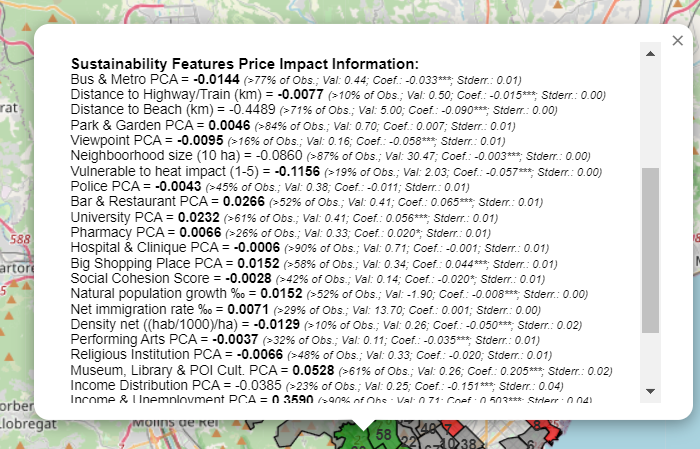 ×
Sustainability Features Price Impact Information:
Bus & Metro PCA = -0.0144 (>77% of Obs.; Val: 0.44; Coef.: -0.033***; Stderr.: 0.01)
Distance to Highway/Train (km) = -0.0077 (>10% of Obs.; Val: 0.50; Coef.: -0.015***; Stderr.: 0.00)
Distance to Beach (km) = -0.4489 (>71% of Obs.; Val: 5.00; Coef.: -0.090***; Stderr.: 0.00)
Park & Garden PCA = 0.0046 (>84% of Obs.; Val: 0.70; Coef.: 0.007; Stderr.: 0.01)
Viewpoint PCA = -0.0095 (>16% of Obs.; Val: 0.16; Coef.: -0.058***; Stderr.: 0.01)
Neighboorhood size (10 ha) = -0.0860 (>87% of Obs.; Val: 30.47; Coef.: -0.003***; Stderr.: 0.00)
Vulnerable to heat impact (1-5) = -0.1156 (>19% of Obs.; Val: 2.03; Coef.: -0.057***; Stderr.: 0.00)
Police PCA = -0.0043 (>45% of Obs.; Val: 0.38; Coef.: -0.011; Stderr.: 0.01)
Bar & Restaurant PCA = 0.0266 (>52% of Obs.; Val: 0.41; Coef.: 0.065***; Stderr.: 0.01)
University PCA = 0.0232 (>61% of Obs.; Val: 0.41; Coef.: 0.056***; Stderr.: 0.01)
Pharmacy PCA = 0.0066 (>26% of Obs.; Val: 0.33; Coef.: 0.020*; Stderr.: 0.01)
Hospital & Clinique PCA = -0.0006 (>90% of Obs.; Val: 0.71; Coef.: -0.001; Stderr.: 0.01)
Big Shopping Place PCA = 0.0152 (>58% of Obs.; Val: 0.34; Coef.: 0.044***; Stderr.: 0.01)
Social Cohesion Score = -0.0028 (>42% of Obs.; Val: 0.14; Coef.: -0.020*; Stderr.: 0.01)
Natural population growth ‰ = 0.0152 (>52% of Obs.; Val: -1.90; Coef.: -0.008***; Stderr.: 0.00)
Net immigration rate ‰ = 0.0071 (>29% of Obs.; Val: 13.70; Coef.: 0.001; Stderr.: 0.00)
Density net ((hab/1000)/ha) = -0.0129 (>10% of Obs.; Val: 0.26; Coef.: -0.050***; Stderr.: 0.02)
Performing Arts PCA = -0.0037 (>32% of Obs.; Val: 0.11; Coef.: -0.035***; Stderr.: 0.01)
Religious Institution PCA = -0.0066 (>48% of Obs.; Val: 0.33; Coef.: -0.020; Stderr.: 0.01)
Museum, Library & POI Cult. PCA = 0.0528 (>61% of Obs.; Val: 0.26; Coef.: 0.205***; Stderr.: 0.02)
Income Distribution PCA = -0.0385 (>23% of Obs.; Val: 0.25; Coef.: -0.151***; Stderr.: 0.04)
Income & Unemployment PCA = 0.3590 (>90% of Obs.; Val: 0.71; Coef.: 0.503***; Stderr.: 0.04)
rat
588
artore
orber
Llobregat
Molins de Rei
58
22
40
10
38
6